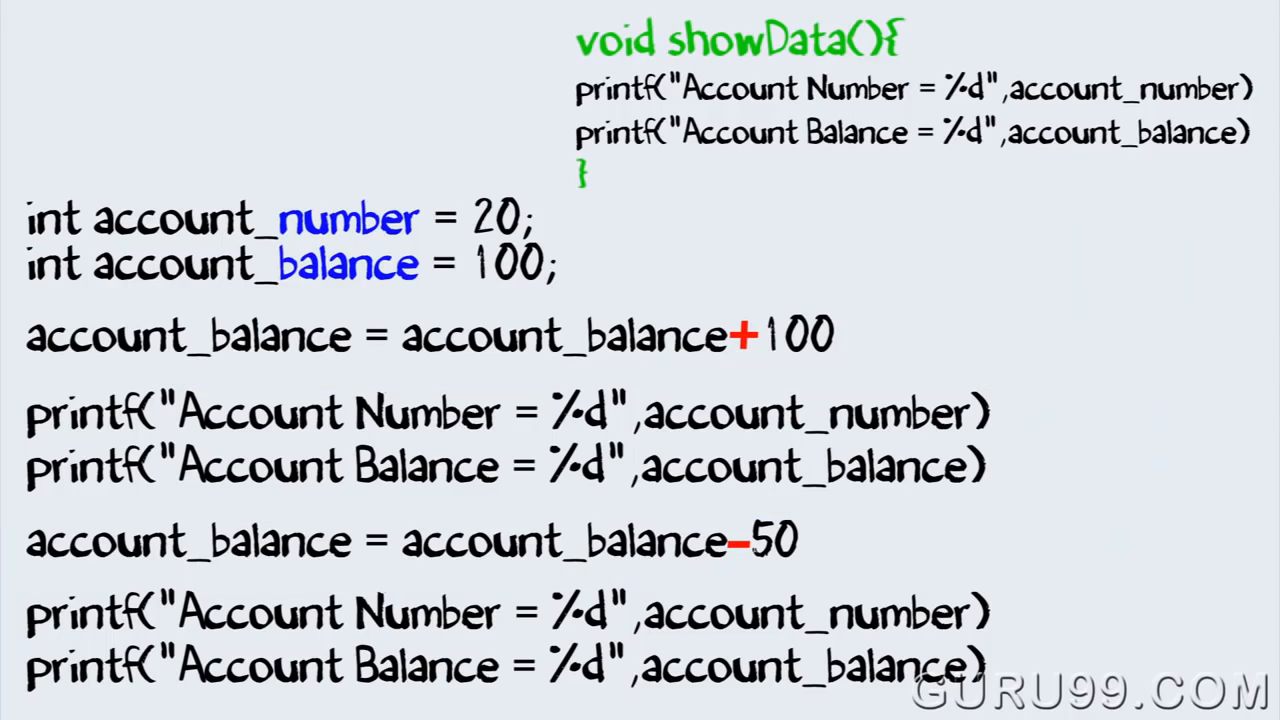 void showData(){
printf("Account Number = %d",account_number)
printf("Account Balance = %d",account_balance)
}
int account_number = 20;
int account_balance = 100;
account_balance = account_balance+100
printf("Account Number = %d",account_number)
printf("Account Balance = %d",account_balance)
account_balance = account_balance-50
printf("Account Number = %d",account_number)
printf("Account Balance = %d",account_balance)
GURU99.COM